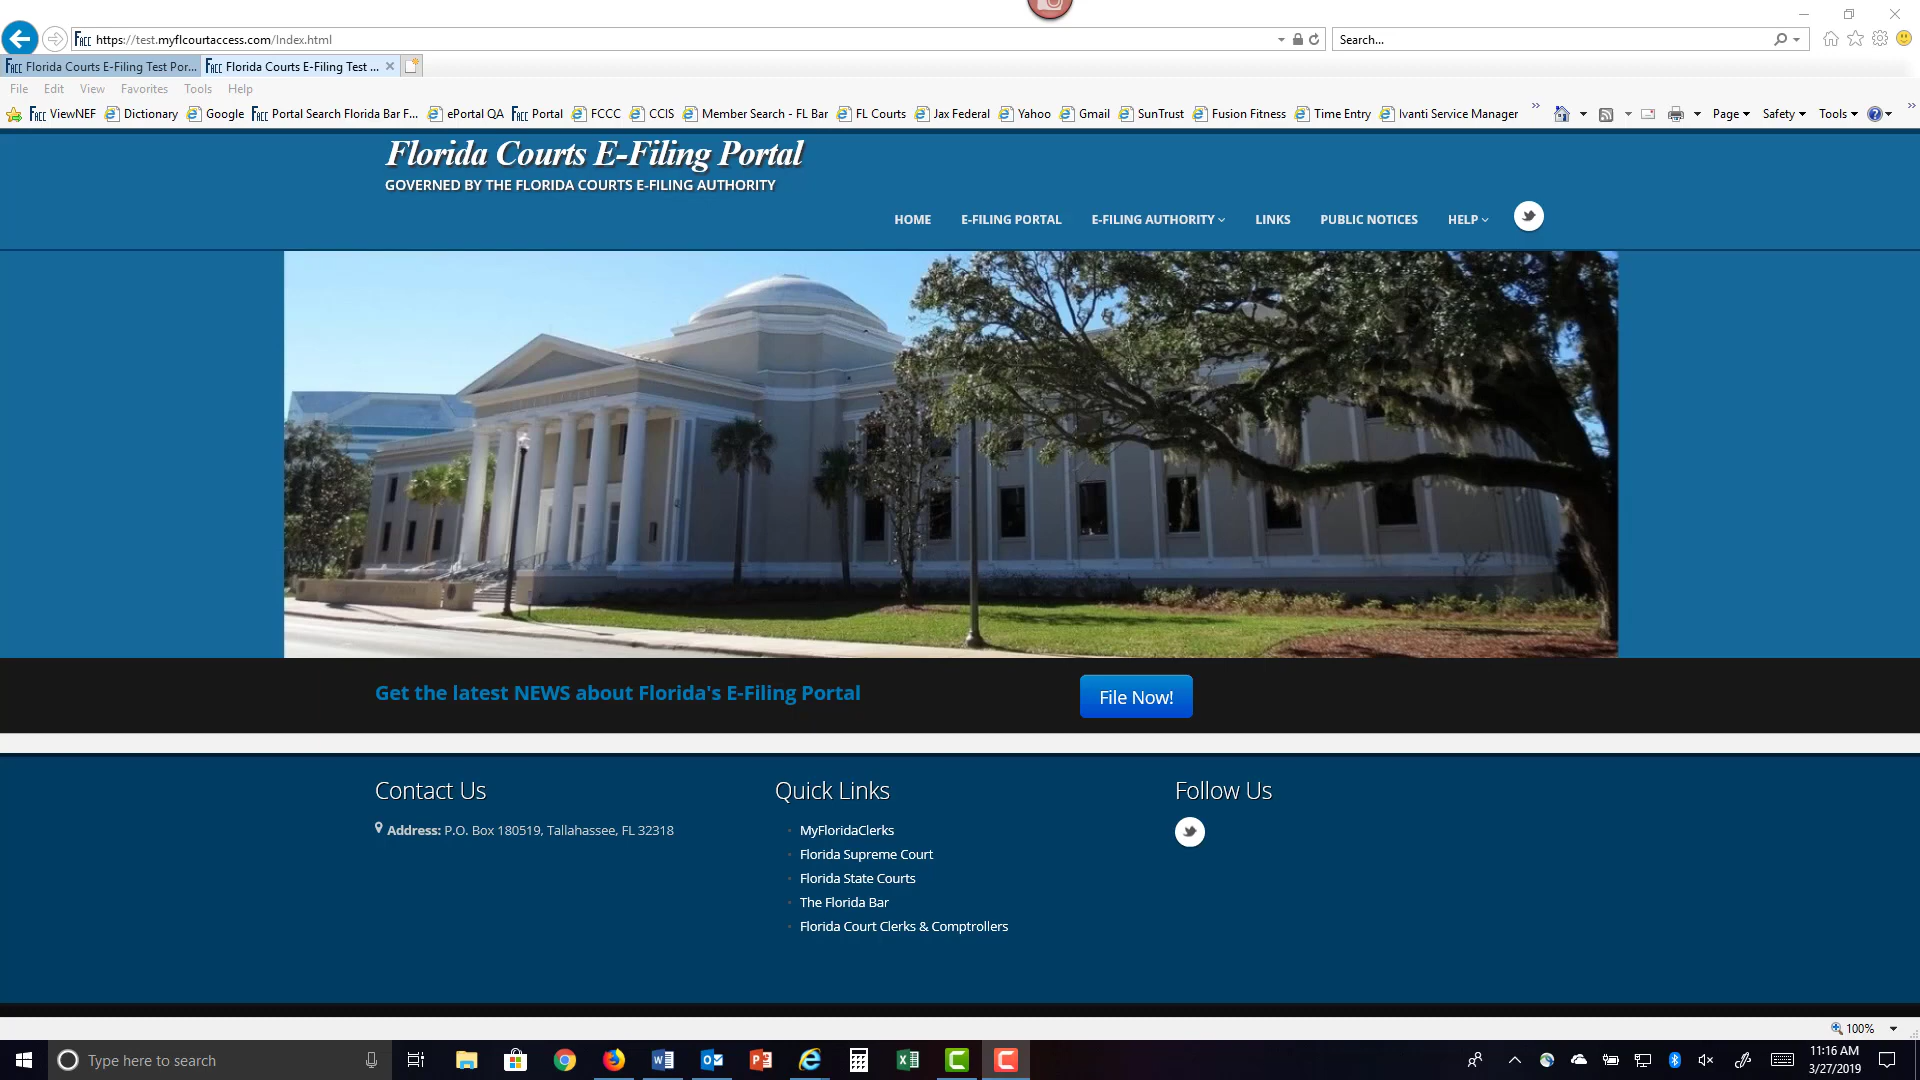 https://test.myflcourtaccess.com/Index.html
Search...
Facc Florida Courts E-Filing Test Por...
Facc Florida Courts E-Filing Test ...
File Edit View Favorites Tools Help
Facc ViewNEF Dictionary Google Facc Portal Search Florida Bar F... ePortal QA Facc Portal FCCC CCIS Member Search - FL Bar FL Courts Jax Federal Yahoo Gmail SunTrust Fusion Fitness Time Entry Ivanti Service Manager Page Safety Tools
Florida Courts E-Filing Portal
GOVERNED BY THE FLORIDA COURTS E-FILING AUTHORITY
HOME E-FILING PORTAL E-FILING AUTHORITY LINKS PUBLIC NOTICES HELP
Get the latest NEWS about Florida's E-Filing Portal
File Now!
Contact Us
Address: P.O. Box 180519, Tallahassee, FL 32318
Quick Links
MyFloridaClerks
Florida Supreme Court
Florida State Courts
The Florida Bar
Florida Court Clerks & Comptrollers
Follow Us
100%
Type here to search
11:16 AM
3/27/2019